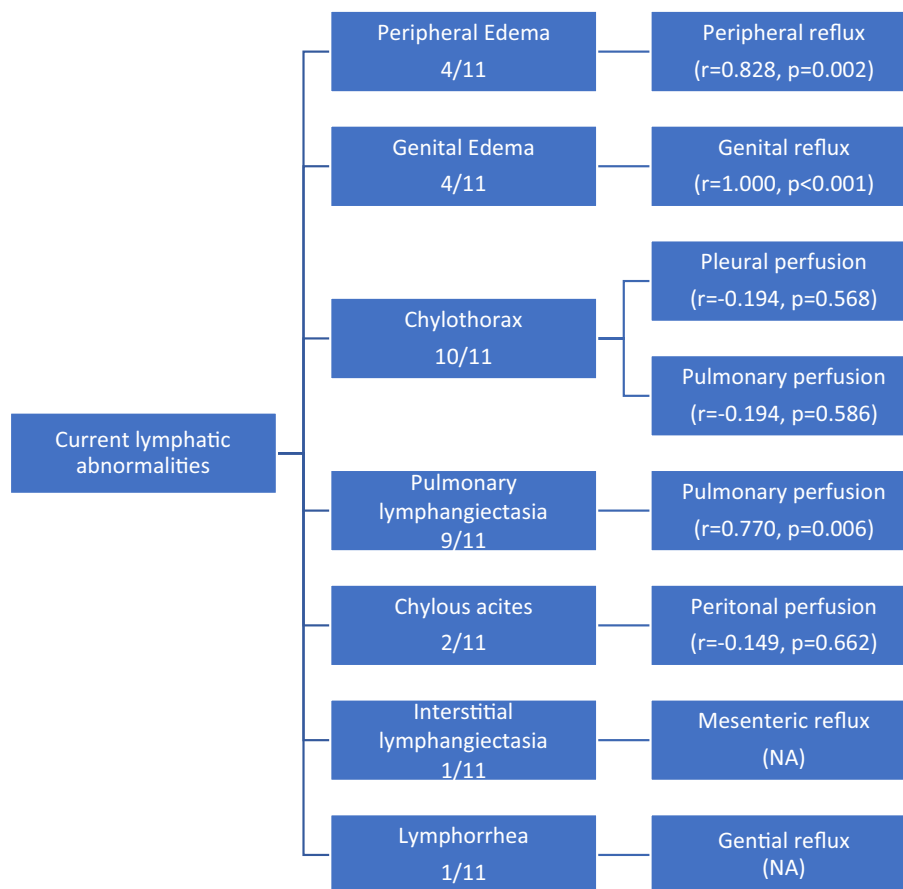 Current lymphatic
abnormalities
Peripheral Edema
4/11
Peripheral reflux
(r=0.828, p=0.002)
Genital Edema
4/11
Genital reflux
(r=1.000, p<0.001)
Chylothorax
10/11
Pleural perfusion
(r=-0.194, p=0.568)
Pulmonary perfusion
(r=-0.194, p=0.586)
Pulmonary
lymphangiectasia
9/11
Pulmonary perfusion
(r=0.770, p=0.006)
Chylous acites
2/11
Peritonal perfusion
(r=-0.149, p=0.662)
Interstitial
lymphangiectasia
1/11
Mesenteric reflux
(NA)
Lymphorrhea
1/11
Gential reflux
(NA)